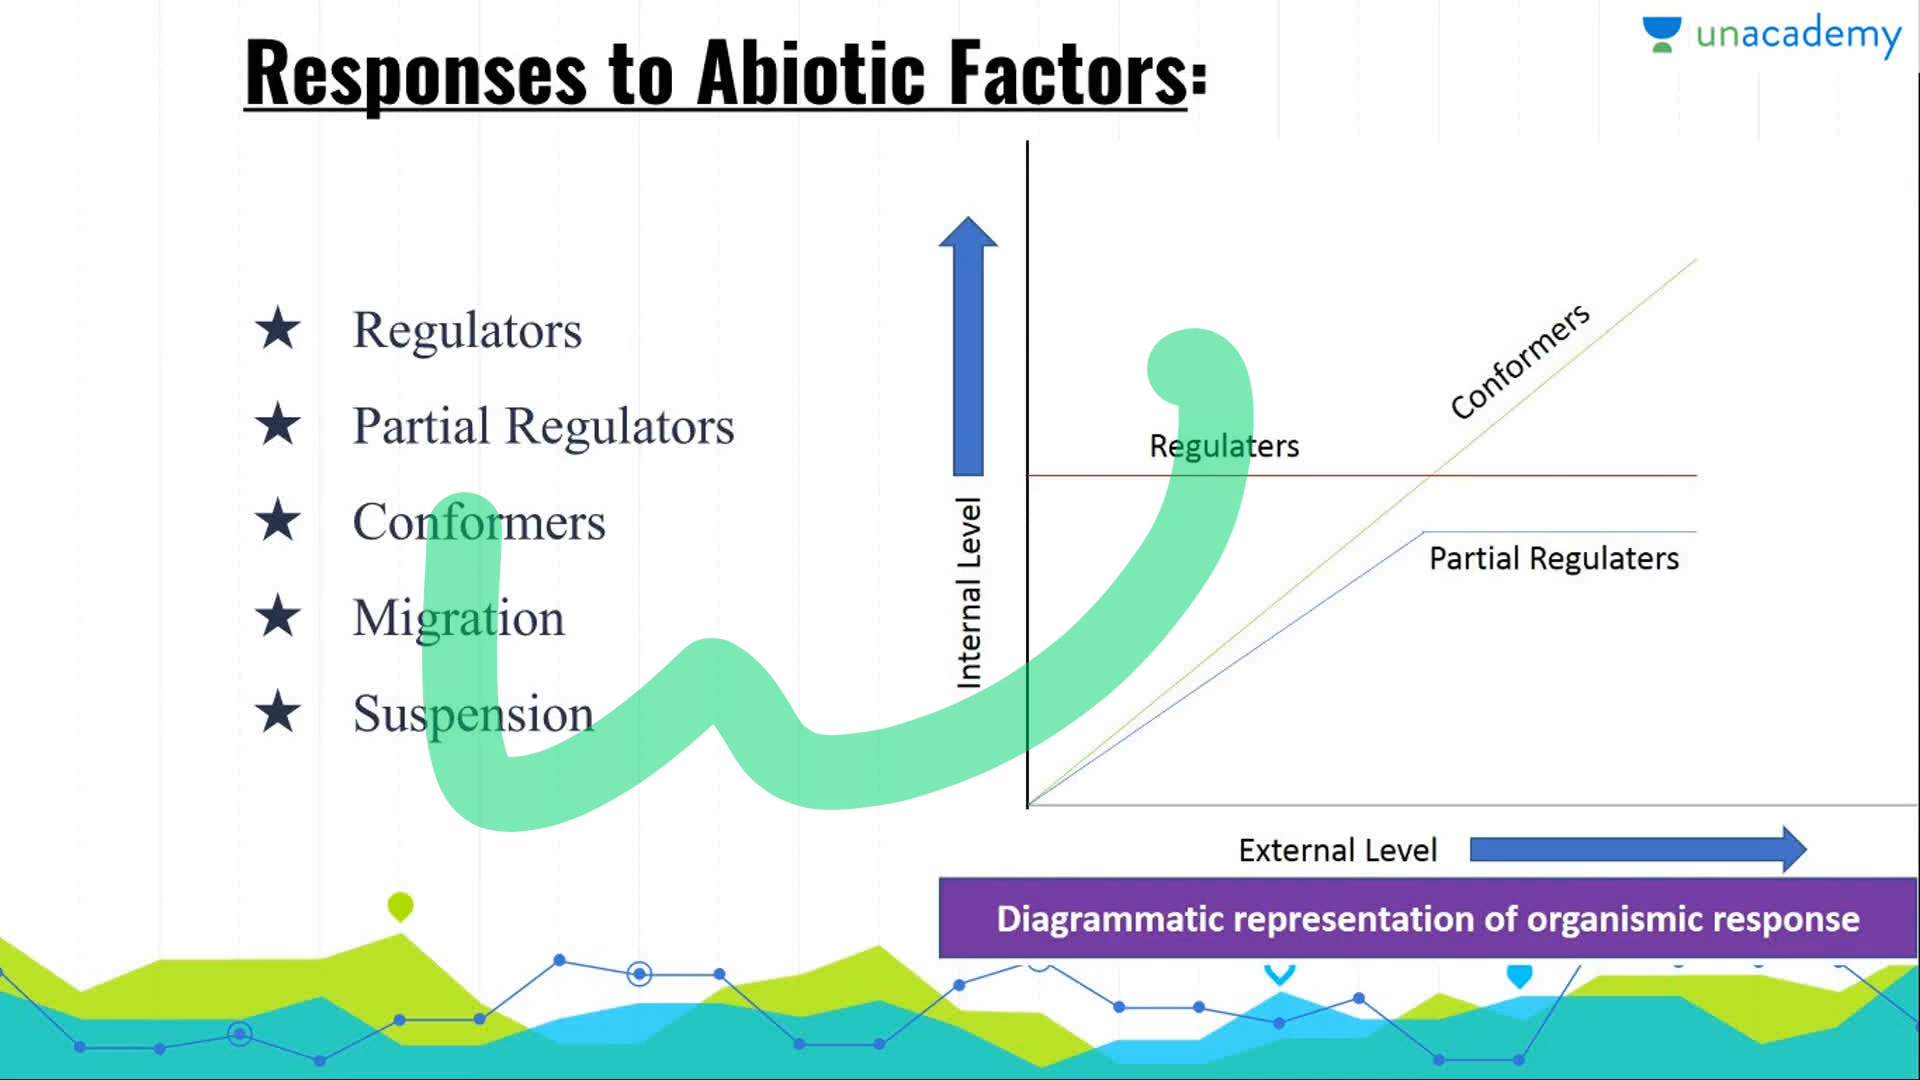 Responses to Abiotic Factors:
unacademy
★ Regulators
★ Partial Regulators
★ Conformers
★ Migration
★ Suspension
Internal Level
Conformers
Regulaters
Partial Regulaters
External Level
Diagrammatic representation of organismic response